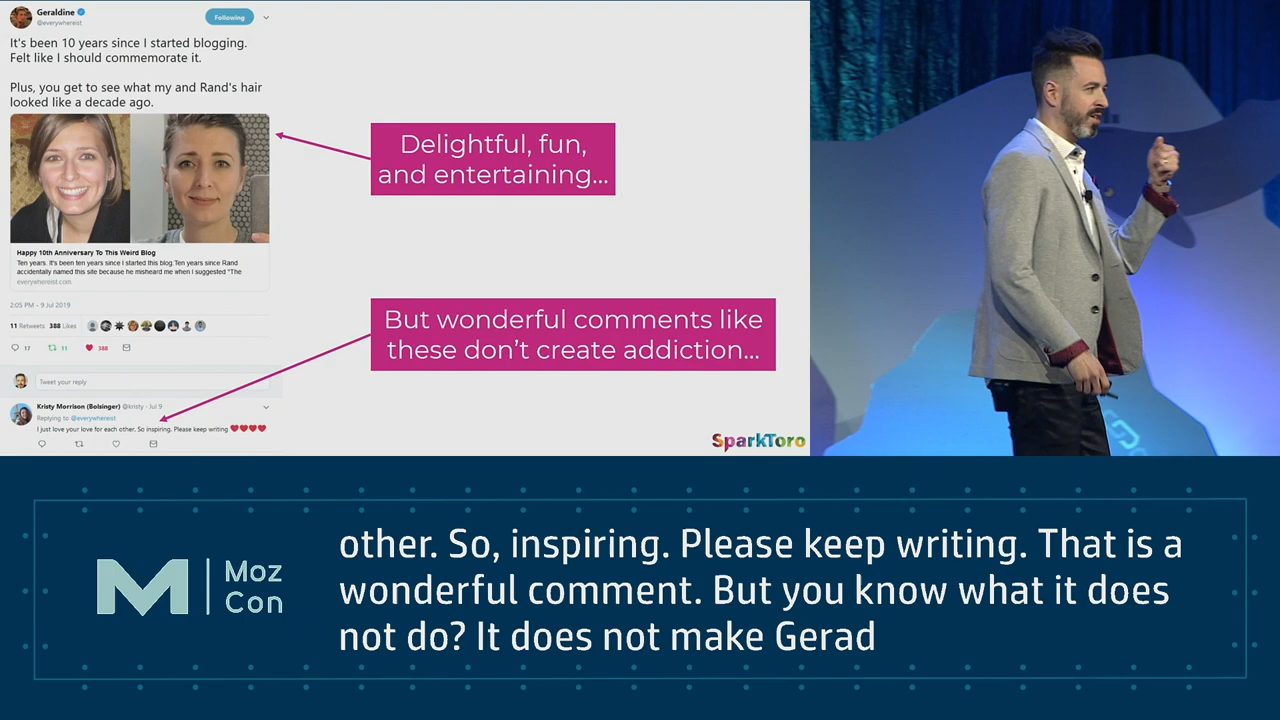 Geraldine
@everywhereist
Following
It's been 10 years since I started blogging.
Felt like I should commemorate it.
Plus, you get to see what my and Rand's hair
looked like a decade ago.
Happy 10th Anniversary To This Weird Blog
Ten years. It's been ten years since I started this blog.Ten years since Rand
accidentally named this site because he misheard me when I suggested "The
everywhereist.com
2:05 PM - 9 Jul 2019
11 Retweets 388 Likes
17 11 388
Tweet your reply
Kristy Morrison (Bolsinger) @kristy · Jul 9
Replying to @everywhereist
I just love your love for each other. So inspiring. Please keep writing ❤❤❤❤
Delightful, fun,
and entertaining...
But wonderful comments like
these don't create addiction...
SparkToro
M
Moz
Con
other. So, inspiring. Please keep writing. That is a
wonderful comment. But you know what it does
not do? It does not make Gerad